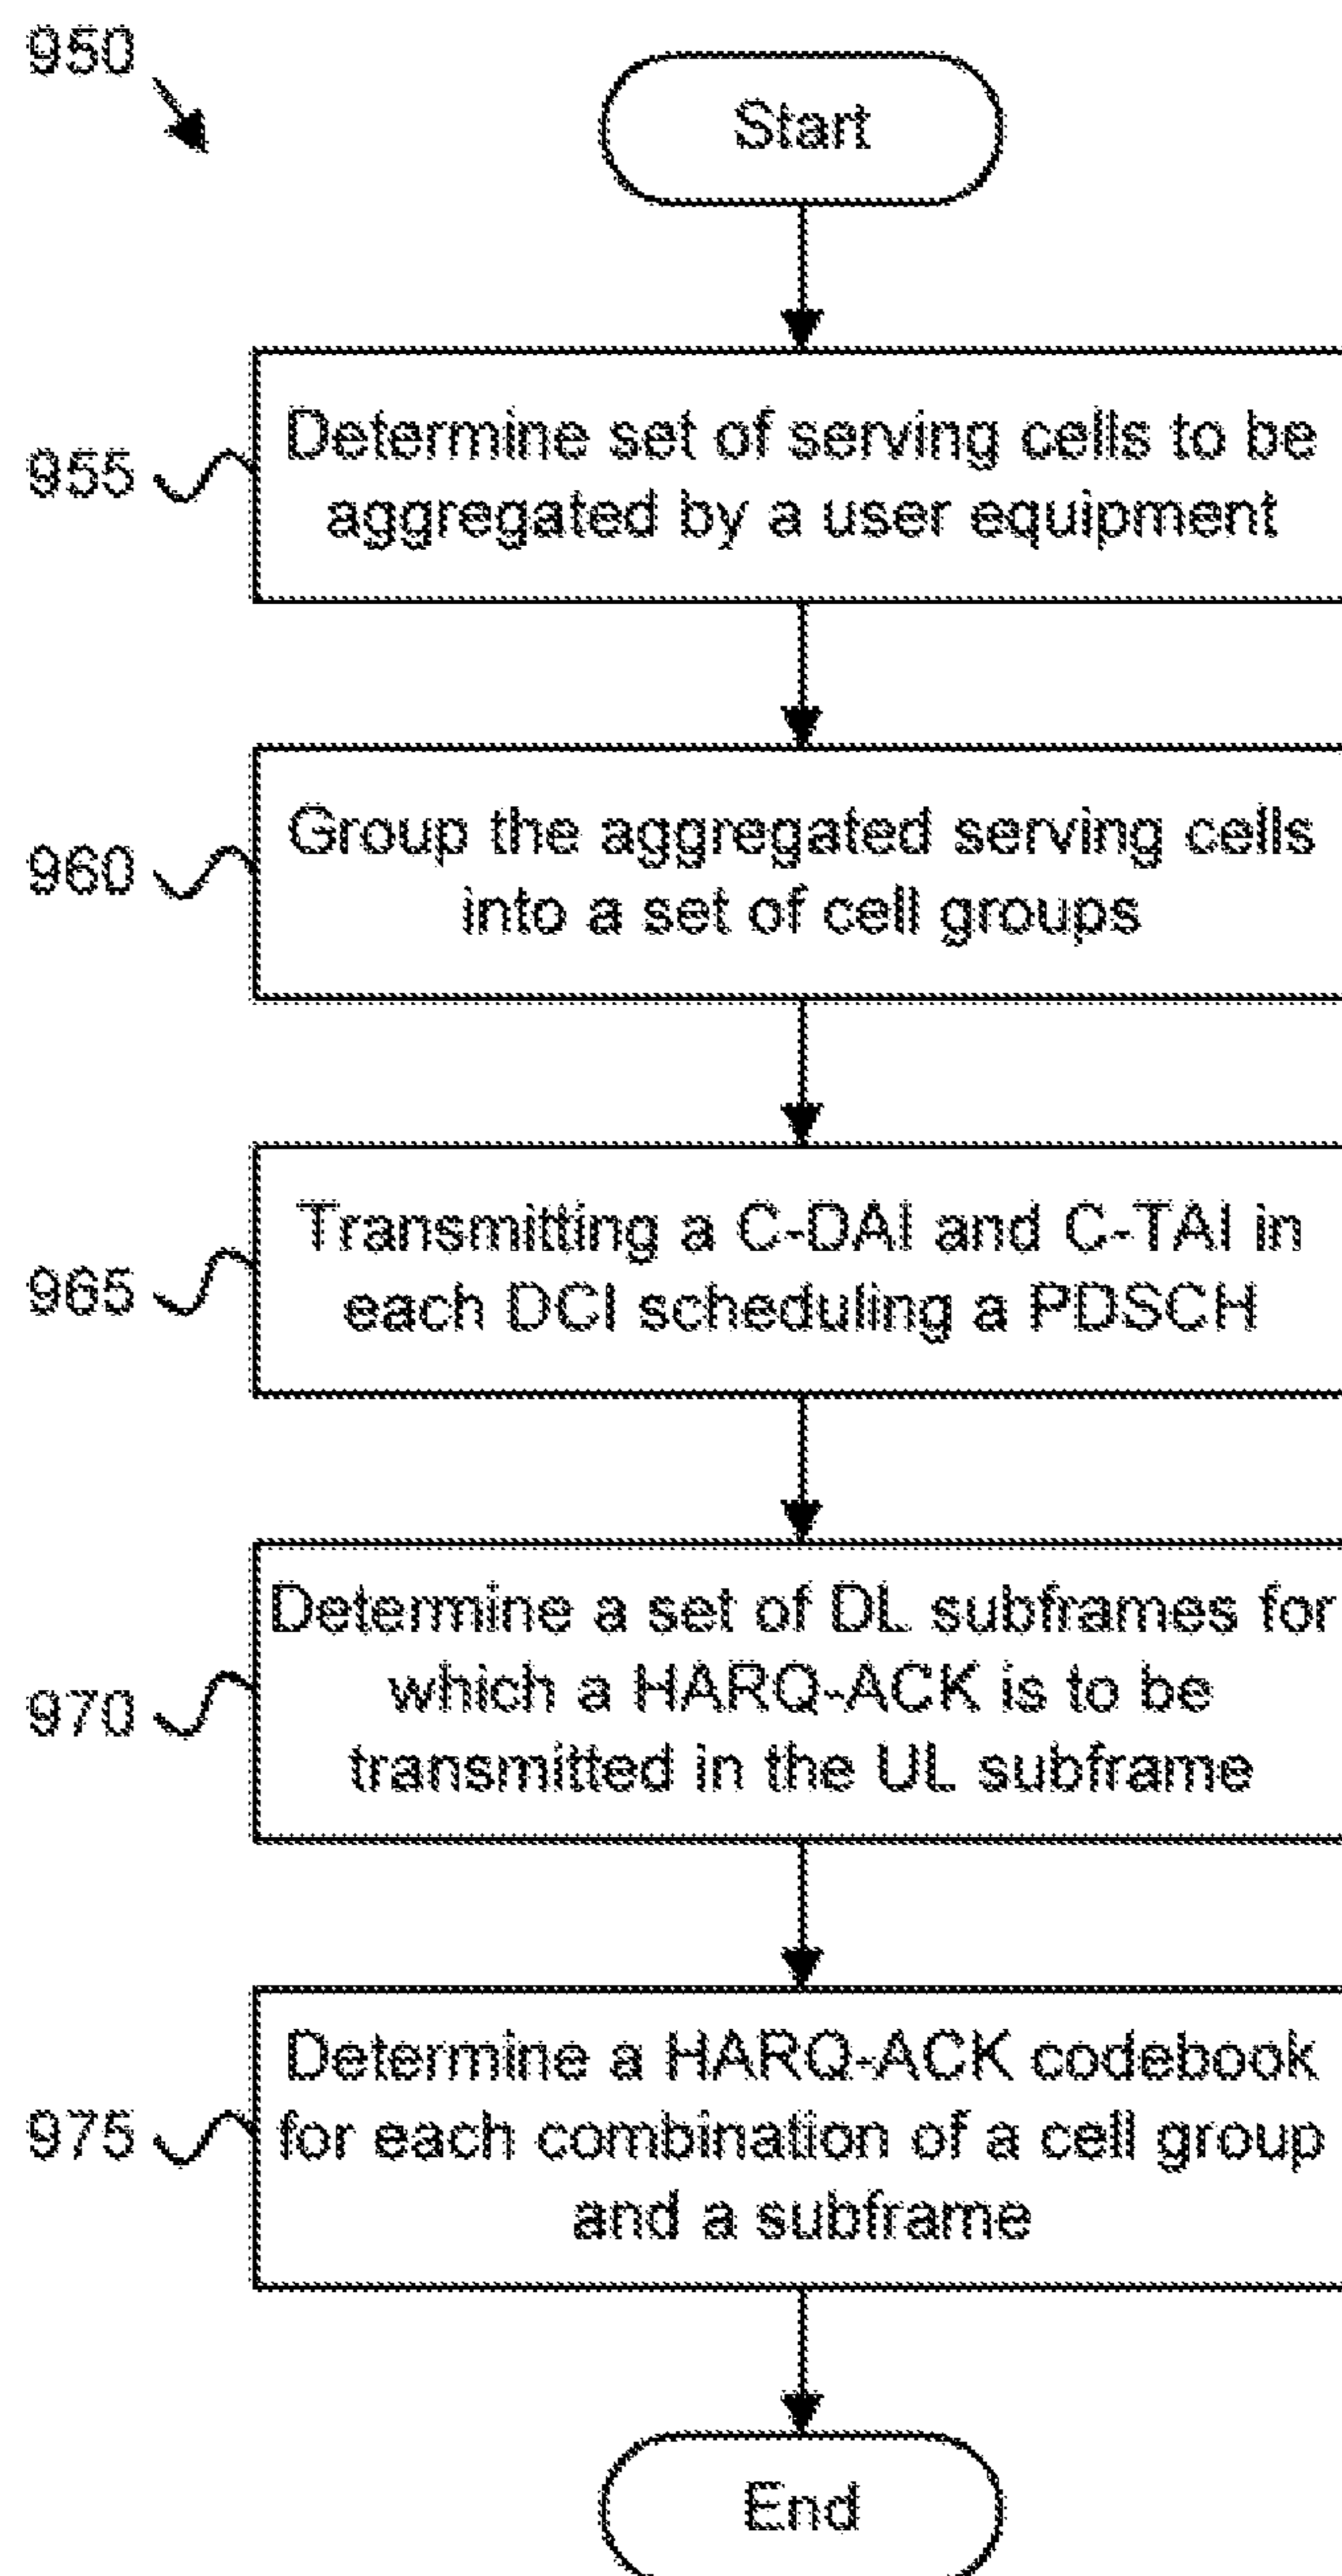 950
Start
955
Determine set of serving cells to be
aggregated by a user equipment
960
Group the aggregated serving cells
into a set of cell groups
965
Transmitting a C-DAI and C-TAI in
each DCI scheduling a PDSCH
970
Determine a set of DL subframes for
which a HARQ-ACK is to be
transmitted in the UL subframe
975
Determine a HARQ-ACK codebook
for each combination of a cell group
and a subframe
End